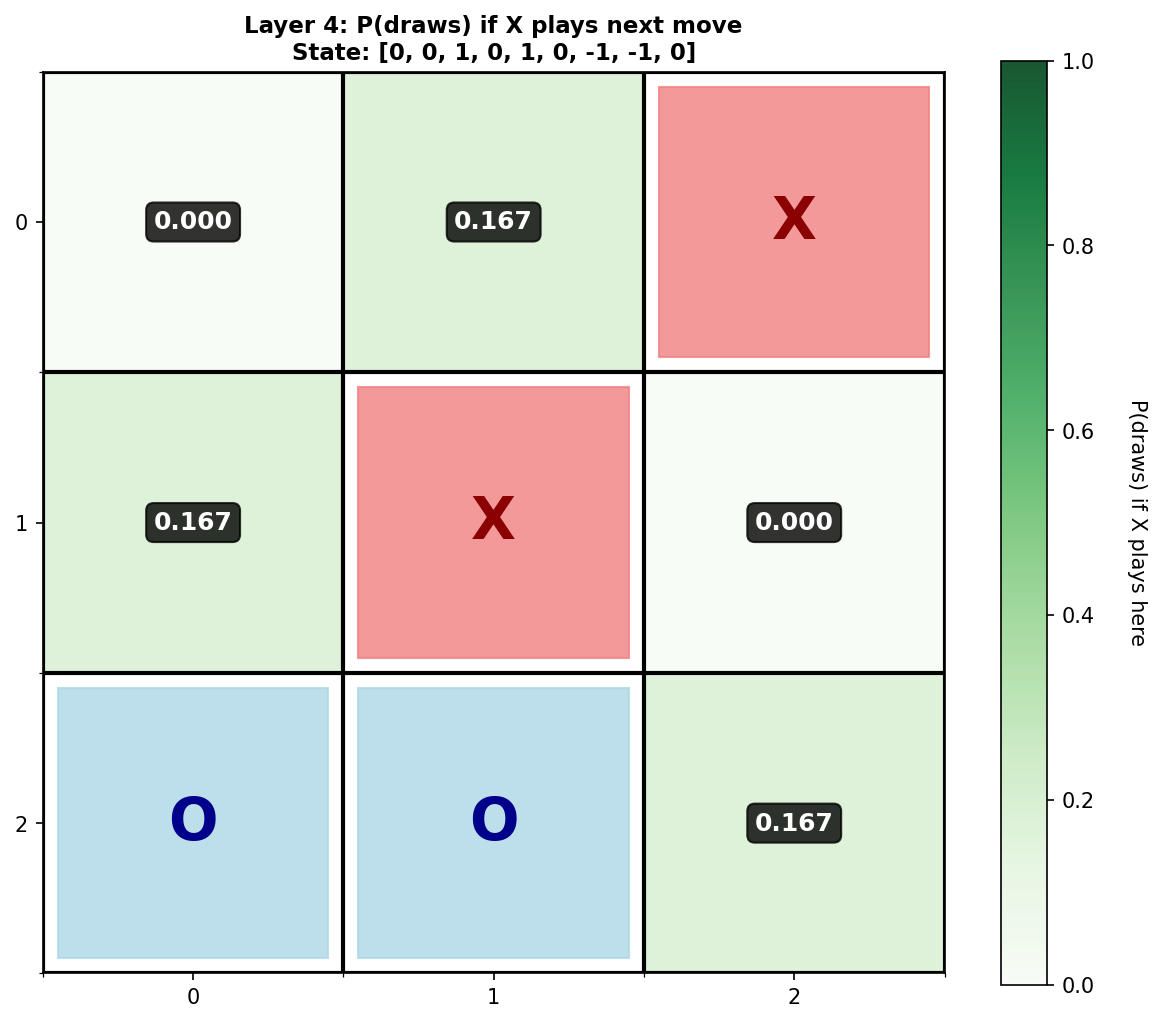 Layer 4: P(draws) if X plays next move
State: [0, 0, 1, 0, 1, 0, -1, -1, 0]
0
0.000
0.167
X
1
0.167
X
0.000
2
O
O
0.167
0
1
2
1.0
0.8
0.6
0.4
0.2
0.0
P(draws) if X plays here